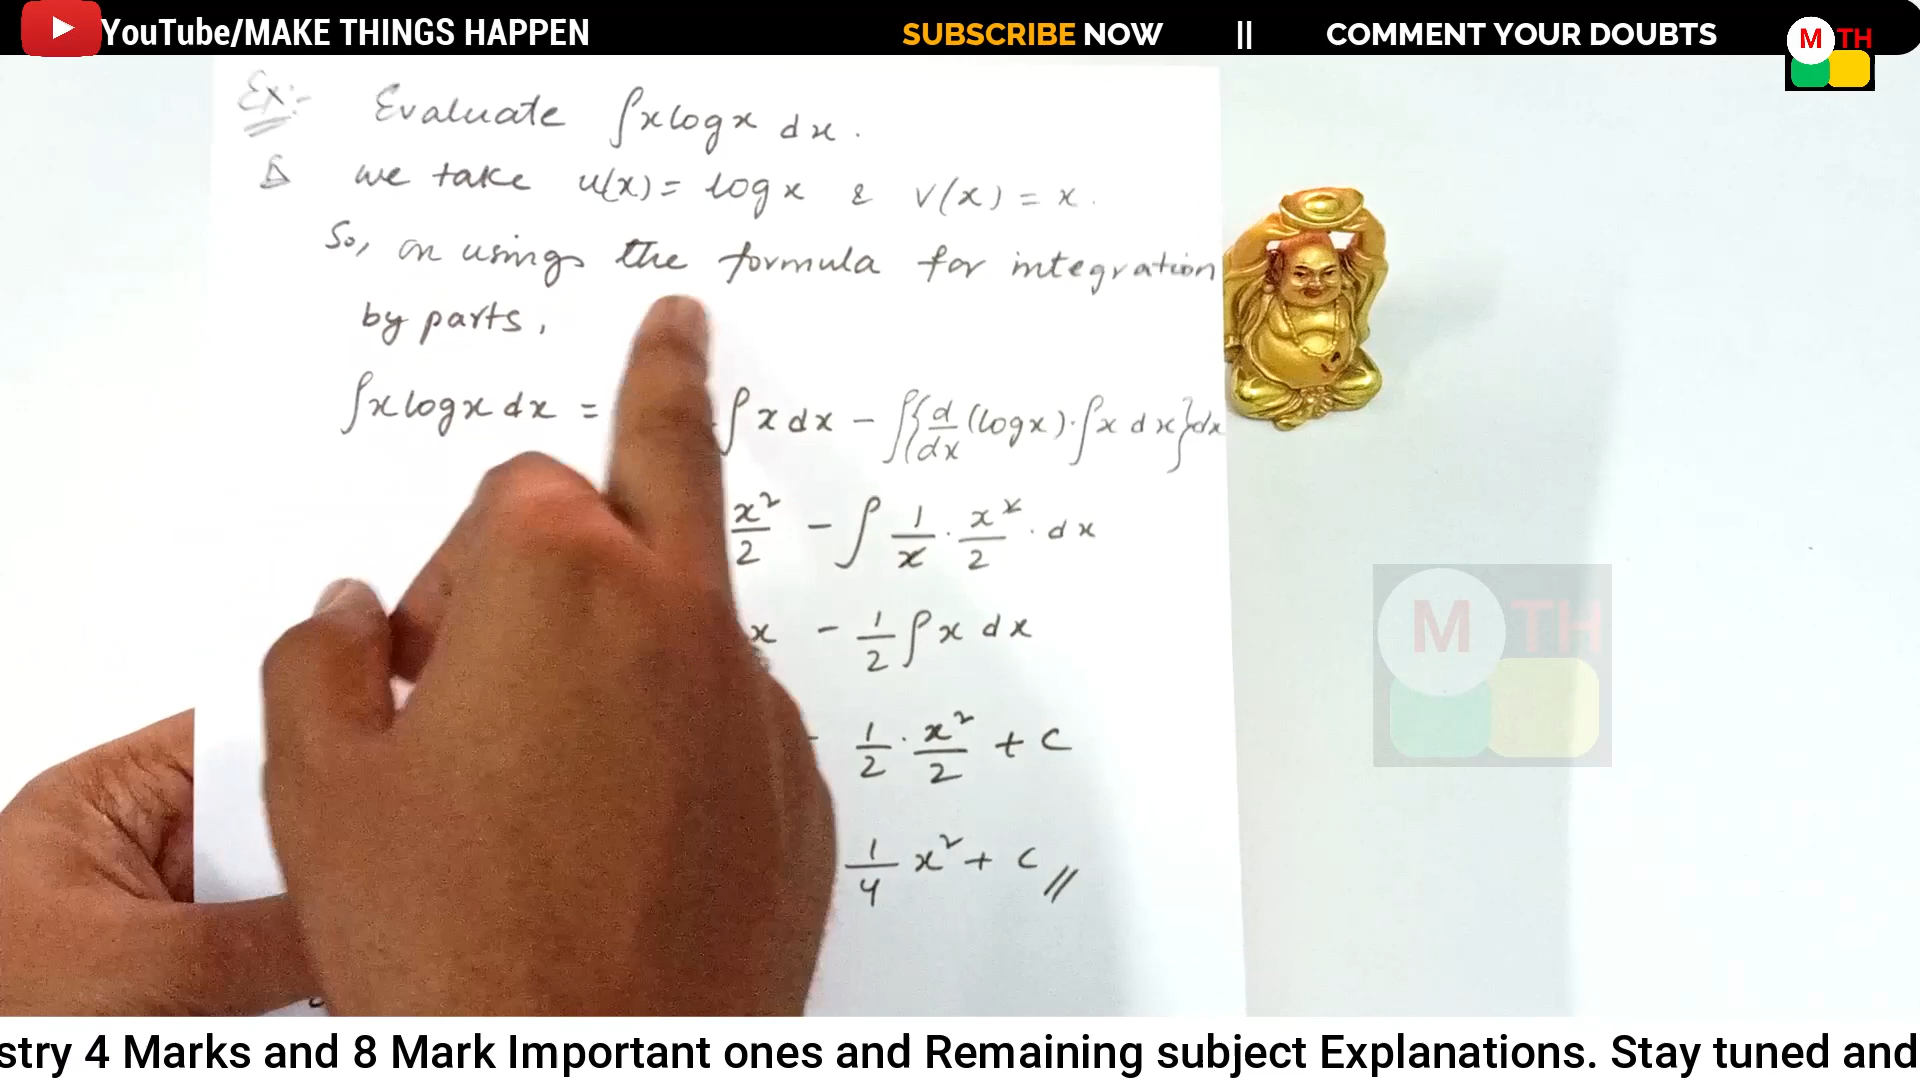 YouTube/MAKE THINGS HAPPEN
SUBSCRIBE NOW || COMMENT YOUR DOUBTS
M TH
Ex:- Evaluate ∫x log x dx.
we take u(x) = log x & v(x) = x.
So, on using the formula for integration
by parts,
∫x log x dx = ∫x dx - ∫{d/dx (log x) · ∫x dx} dx
x²/2 - ∫ 1/x · x²/2 · dx
x - 1/2 ∫ x dx
- 1/2 · x²/2 + c
1/4 x² + c //
M TH
stry 4 Marks and 8 Mark Important ones and Remaining subject Explanations. Stay tuned and